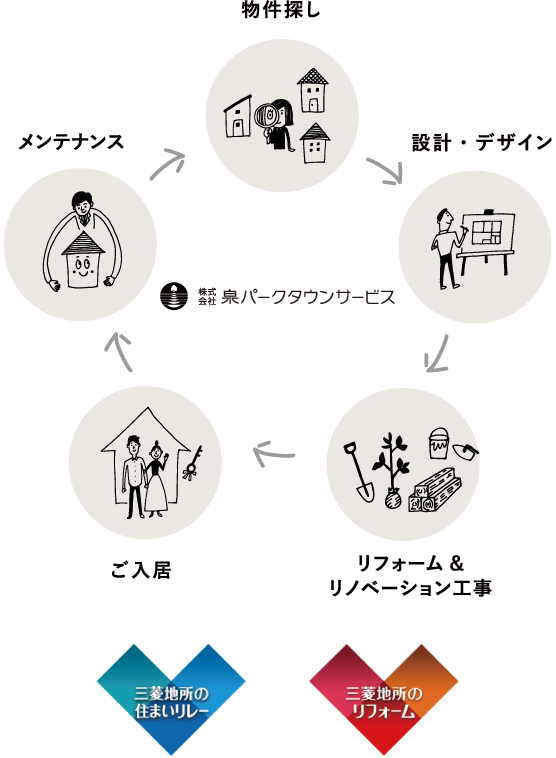 物件探し
メンテナンス
設計・デザイン
株式会社 泉パークタウンサービス
ご入居
リフォーム &
リノベーション工事
三菱地所の
住まいリレー
三菱地所の
リフォーム